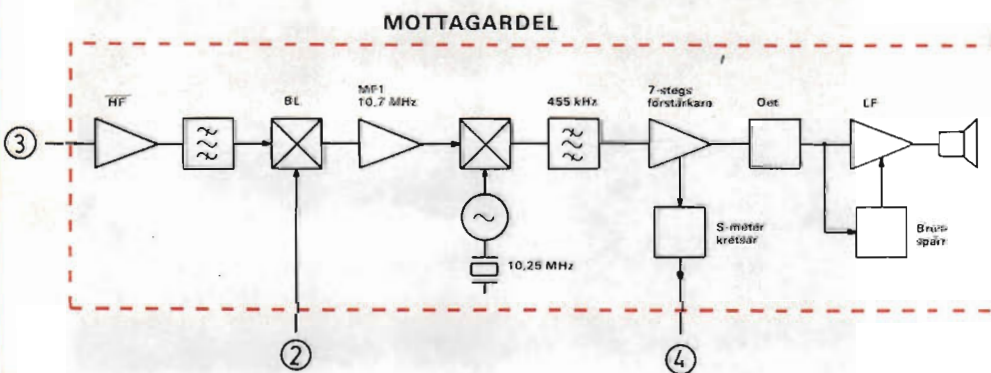 MOTTAGARDEL
HF
BL
MF1
10,7 MHz
455 kHz
7-stegs
förstärkare
Det
LF
3
10,25 MHz
S-meter
kretsar
Brus-
spärr
2
4